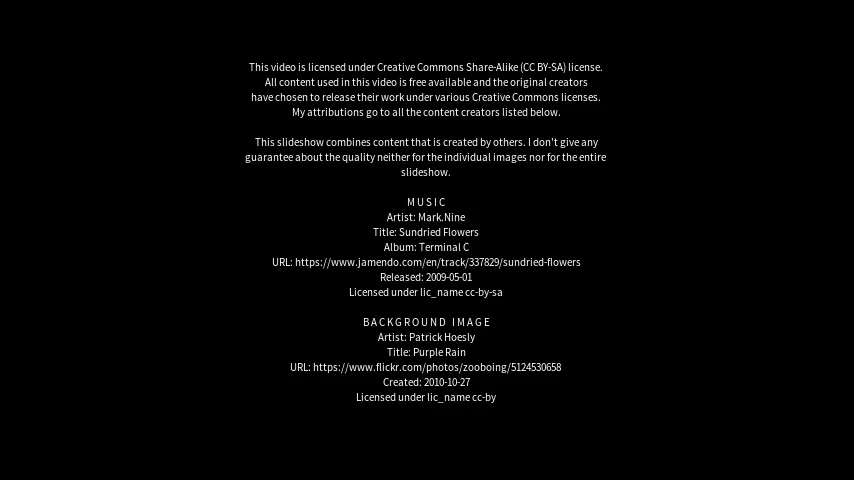 This video is licensed under Creative Commons Share-Alike (CC BY-SA) license.
All content used in this video is free available and the original creators
have chosen to release their work under various Creative Commons licenses.
My attributions go to all the content creators listed below.
This slideshow combines content that is created by others. I don't give any
guarantee about the quality neither for the individual images nor for the entire
slideshow.
MUSIC
Artist: Mark.Nine
Title: Sundried Flowers
Album: Terminal C
URL: https://www.jamendo.com/en/track/337829/sundried-flowers
Released: 2009-05-01
Licensed under lic_name cc-by-sa
BACKGROUND IMAGE
Artist: Patrick Hoesly
Title: Purple Rain
URL: https://www.flickr.com/photos/zooboing/5124530658
Created: 2010-10-27
Licensed under lic_name cc-by